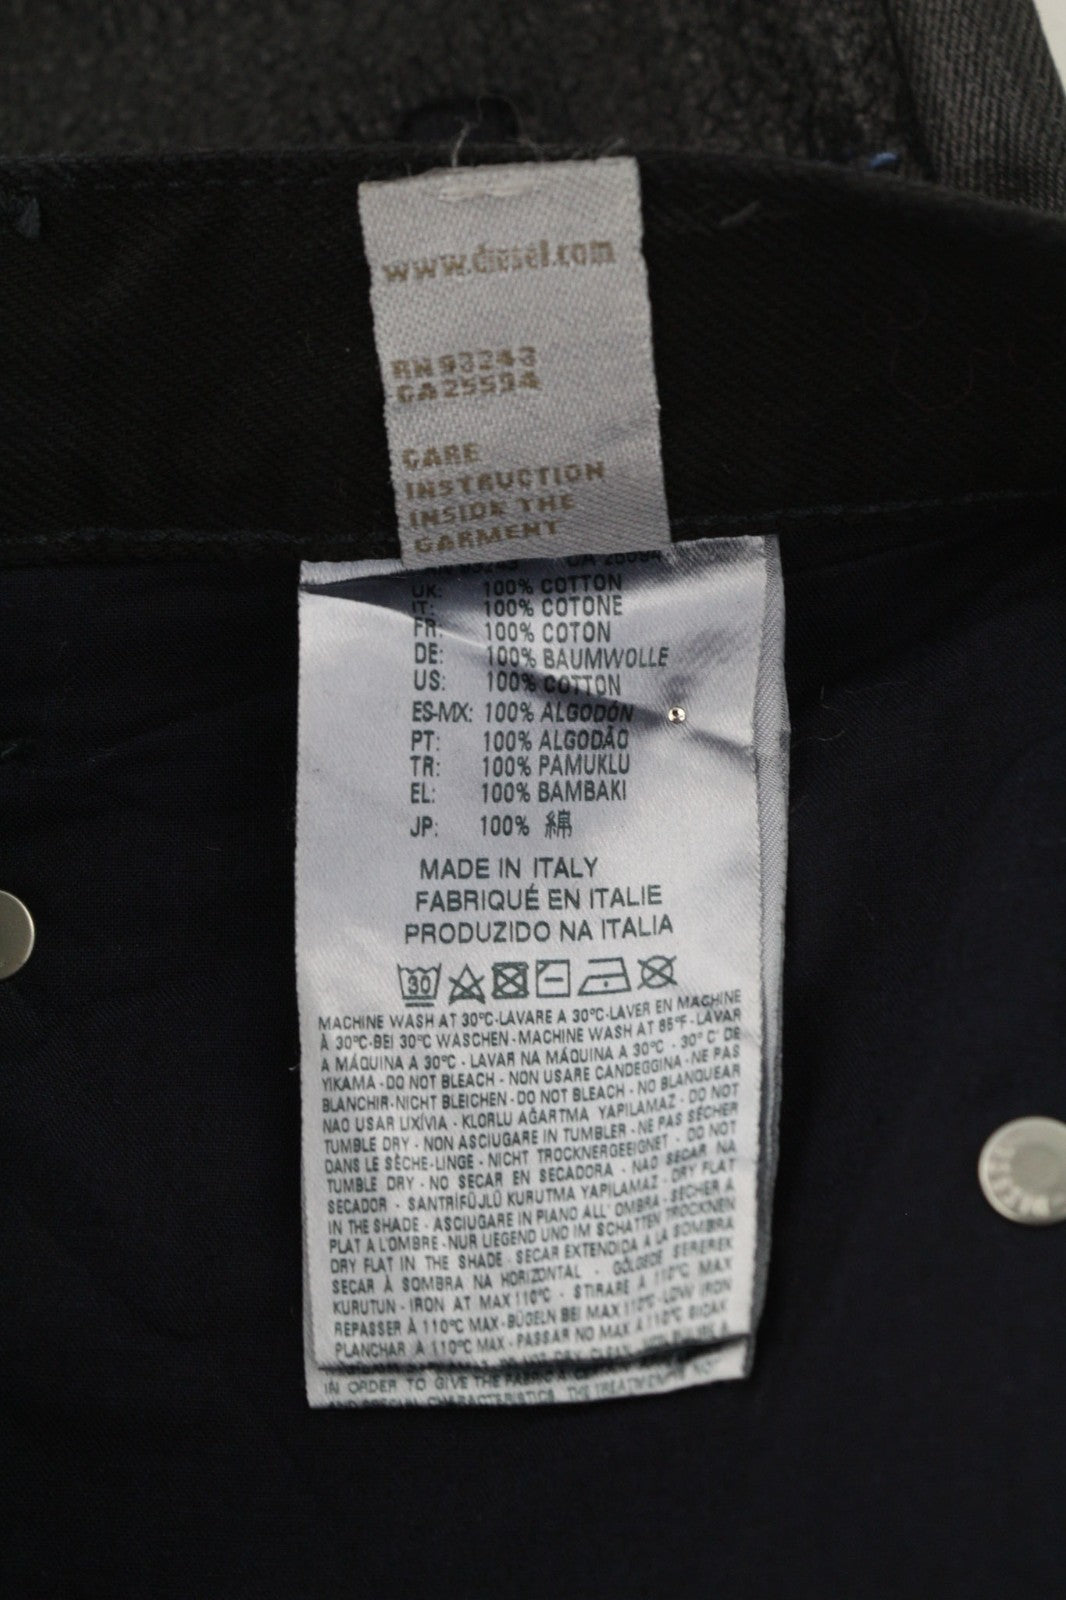 www.diesel.com
RN 93243
CA 25594
CARE
INSTRUCTION
INSIDE THE
GARMENT
UK: 100% COTTON
IT: 100% COTONE
FR: 100% COTON
DE: 100% BAUMWOLLE
US: 100% COTTON
ES-MX: 100% ALGODÓN
PT: 100% ALGODÃO
TR: 100% PAMUKLU
EL: 100% BAMBAKI
JP: 100% 綿
MADE IN ITALY
FABRIQUÉ EN ITALIE
PRODUZIDO NA ITALIA
30
MACHINE WASH AT 30°C-LAVARE A 30°C-LAVER EN MACHINE
À 30°C-BEI 30°C WASCHEN-MACHINE WASH AT 85°F-LAVAR
A MÁQUINA A 30°C - LAVAR NA MÁQUINA A 30°C - 30° C' DE
YIKAMA - DO NOT BLEACH - NON USARE CANDEGGINA - NE PAS
BLANCHIR-NICHT BLEICHEN - DO NOT BLEACH - NO BLANQUEAR
NAO USAR LIXÍVIA - KLORLU AĞARTMA YAPILAMAZ - DO NOT
TUMBLE DRY - NON ASCIUGARE IN TUMBLER - NE PAS SÉCHER
DANS LE SÈCHE-LINGE - NICHT TROCKNERGEEIGNET - DO NOT
TUMBLE DRY - NO SECAR EN SECADORA - NAO SECAR NA
SECADOR - SANTRİFÜJLÜ KURUTMA YAPILAMAZ - DRY FLAT
IN THE SHADE - ASCIUGARE IN PIANO ALL' OMBRA - SÉCHER A
PLAT A L'OMBRE - NUR LIEGEND UND IM SCHATTEN TROCKNEN
DRY FLAT IN THE SHADE - SECAR EXTENDIDA A LA SOMBRA
SECAR À SOMBRA NA HORIZONTAL - GÖLGEDE SEREREK
KURUTUN - IRON AT MAX 110°C - STIRARE A 110°C MAX
REPASSER À 110°C MAX - BÜGELN BEI MAX 110°C - LOW IRON
PLANCHAR À 110°C MAX - PASSAR NO MAX A 110°C SICAK
IN ORDER TO GIVE THE FABRIC A
AND SPECIAL CHARACTERISTICS THE TREATMENTS NOT